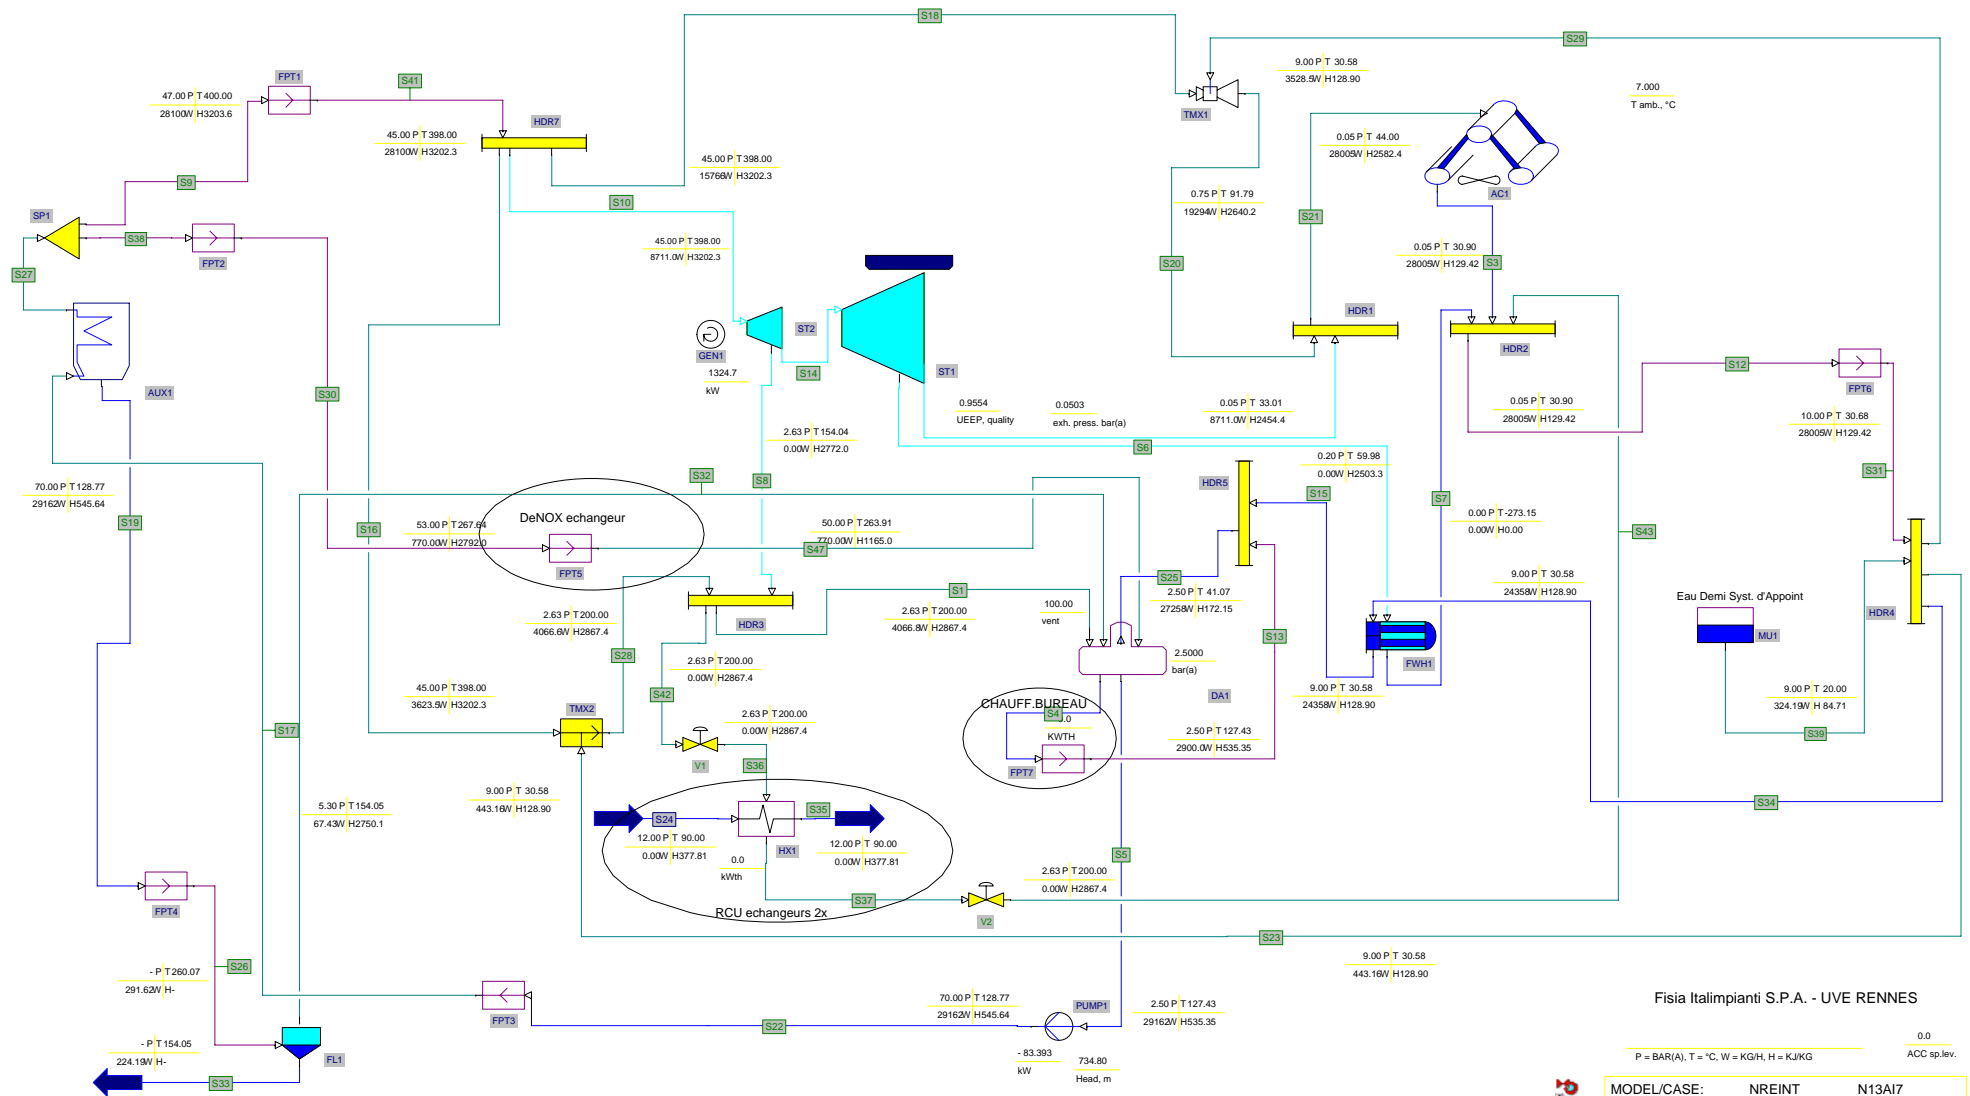 S18
S29
FPT1
S41
47.00 P T 400.00
28100W H3203.6
HDR7
45.00 P T 398.00
28100W H3202.3
TMX1
9.00 P T 30.58
3528.5W H128.90
7.000
T amb., °C
0.05 P T 44.00
28005W H2582.4
45.00 P T 398.00
15766W H3202.3
S9
S10
AC1
0.75 P T 91.79
19294W H2640.2
S21
SP1
S38
FPT2
45.00 P T 398.00
8711.0W H3202.3
0.05 P T 30.90
28005W H129.42
S3
S27
S20
HDR1
ST2
GEN1
1324.7
kW
S14
ST1
HDR2
S12
FPT6
AUX1
S30
0.9554
UEEP, quality
0.0503
exh. press. bar(a)
0.05 P T 33.01
8711.0W H2454.4
0.05 P T 30.90
28005W H129.42
10.00 P T 30.68
28005W H129.42
2.63 P T 154.04
0.00W H2772.0
S6
0.20 P T 59.98
0.00W H2503.3
S31
S32
S8
HDR5
S15
S7
70.00 P T 128.77
29162W H545.64
S19
S16
DeNOX echangeur
53.00 P T 267.64
770.00W H2792.0
50.00 P T 263.91
770.00W H1165.0
S47
FPT5
0.00 P T -273.15
0.00W H0.00
S43
S25
S1
2.50 P T 41.07
27258W H172.15
9.00 P T 30.58
24358W H128.90
Eau Demi Syst. d'Appoint
HDR4
MU1
2.63 P T 200.00
4066.6W H2867.4
HDR3
2.63 P T 200.00
4066.8W H2867.4
100.00
vent
S13
S28
2.63 P T 200.00
0.00W H2867.4
2.5000
bar(a)
FWH1
45.00 P T 398.00
3623.5W H3202.3
S42
DA1
9.00 P T 30.58
24358W H128.90
9.00 P T 20.00
324.19W H 84.71
CHAUFF.BUREAU
S4
KWTH
FPT7
TMX2
2.63 P T 200.00
0.00W H2867.4
S17
2.50 P T 127.43
2900.0W H535.35
S39
V1
S36
9.00 P T 30.58
443.16W H128.90
5.30 P T 154.05
67.43W H2750.1
S24
S35
S34
12.00 P T 90.00
0.00W H377.81
HX1
0.0
kWth
12.00 P T 90.00
0.00W H377.81
S5
2.63 P T 200.00
0.00W H2867.4
RCU echangeurs 2x
S37
V2
FPT4
S23
S26
- P T 260.07
291.62W H-
9.00 P T 30.58
443.16W H128.90
FPT3
70.00 P T 128.77
29162W H545.64
PUMP1
2.50 P T 127.43
29162W H535.35
S22
Fisia Italimpianti S.P.A. - UVE RENNES
- P T 154.05
224.19W H-
FL1
S33
- 83.393
kW
734.80
Head, m
P = BAR(A), T = °C, W = KG/H, H = KJ/KG
0.0
ACC sp.lev.
MODEL/CASE: NREINT N13AI7